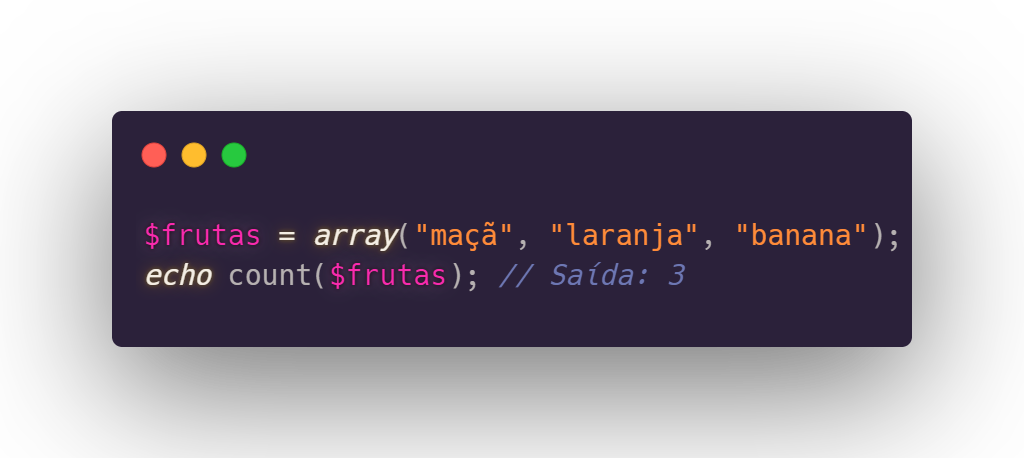 $frutas = array("maçã", "laranja", "banana");
echo count($frutas); // Saída: 3